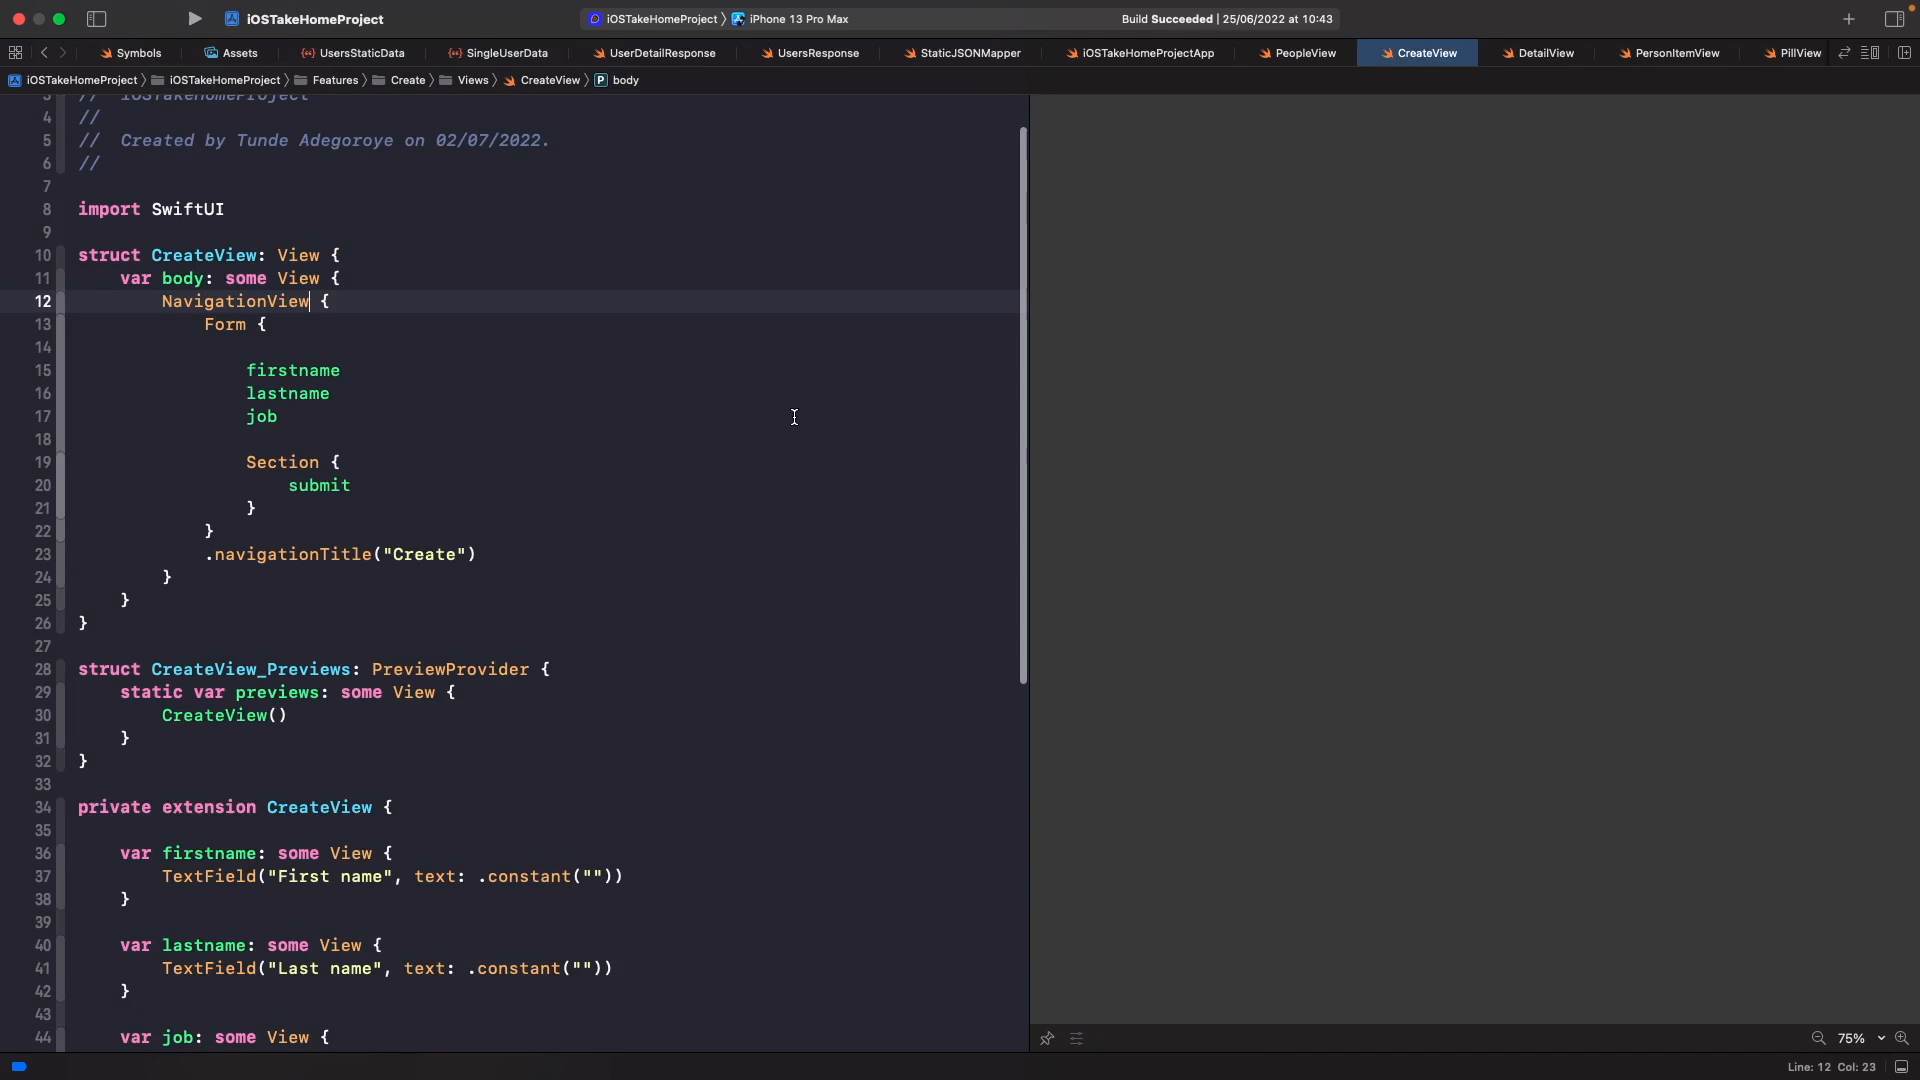 iOSTakeHomeProject
iOSTakeHomeProject 〉 iPhone 13 Pro Max
Build Succeeded | 25/06/2022 at 10:43
Symbols Assets UsersStaticData SingleUserData UserDetailResponse UsersResponse StaticJSONMapper iOSTakeHomeProjectApp PeopleView CreateView DetailView PersonItemView PillView
iOSTakeHomeProject 〉 iOSTakeHomeProject 〉 Features 〉 Create 〉 Views 〉 CreateView 〉 P body
3 //  iOSTakeHomeProject
4 //
5 //  Created by Tunde Adegoroye on 02/07/2022.
6 //
7
8 import SwiftUI
9
10 struct CreateView: View {
11     var body: some View {
12         NavigationView {
13             Form {
14
15                 firstname
16                 lastname
17                 job
18
19                 Section {
20                     submit
21                 }
22             }
23             .navigationTitle("Create")
24         }
25     }
26 }
27
28 struct CreateView_Previews: PreviewProvider {
29     static var previews: some View {
30         CreateView()
31     }
32 }
33
34 private extension CreateView {
35
36     var firstname: some View {
37         TextField("First name", text: .constant(""))
38     }
39
40     var lastname: some View {
41         TextField("Last name", text: .constant(""))
42     }
43
44     var job: some View {
75%
Line: 12 Col: 23